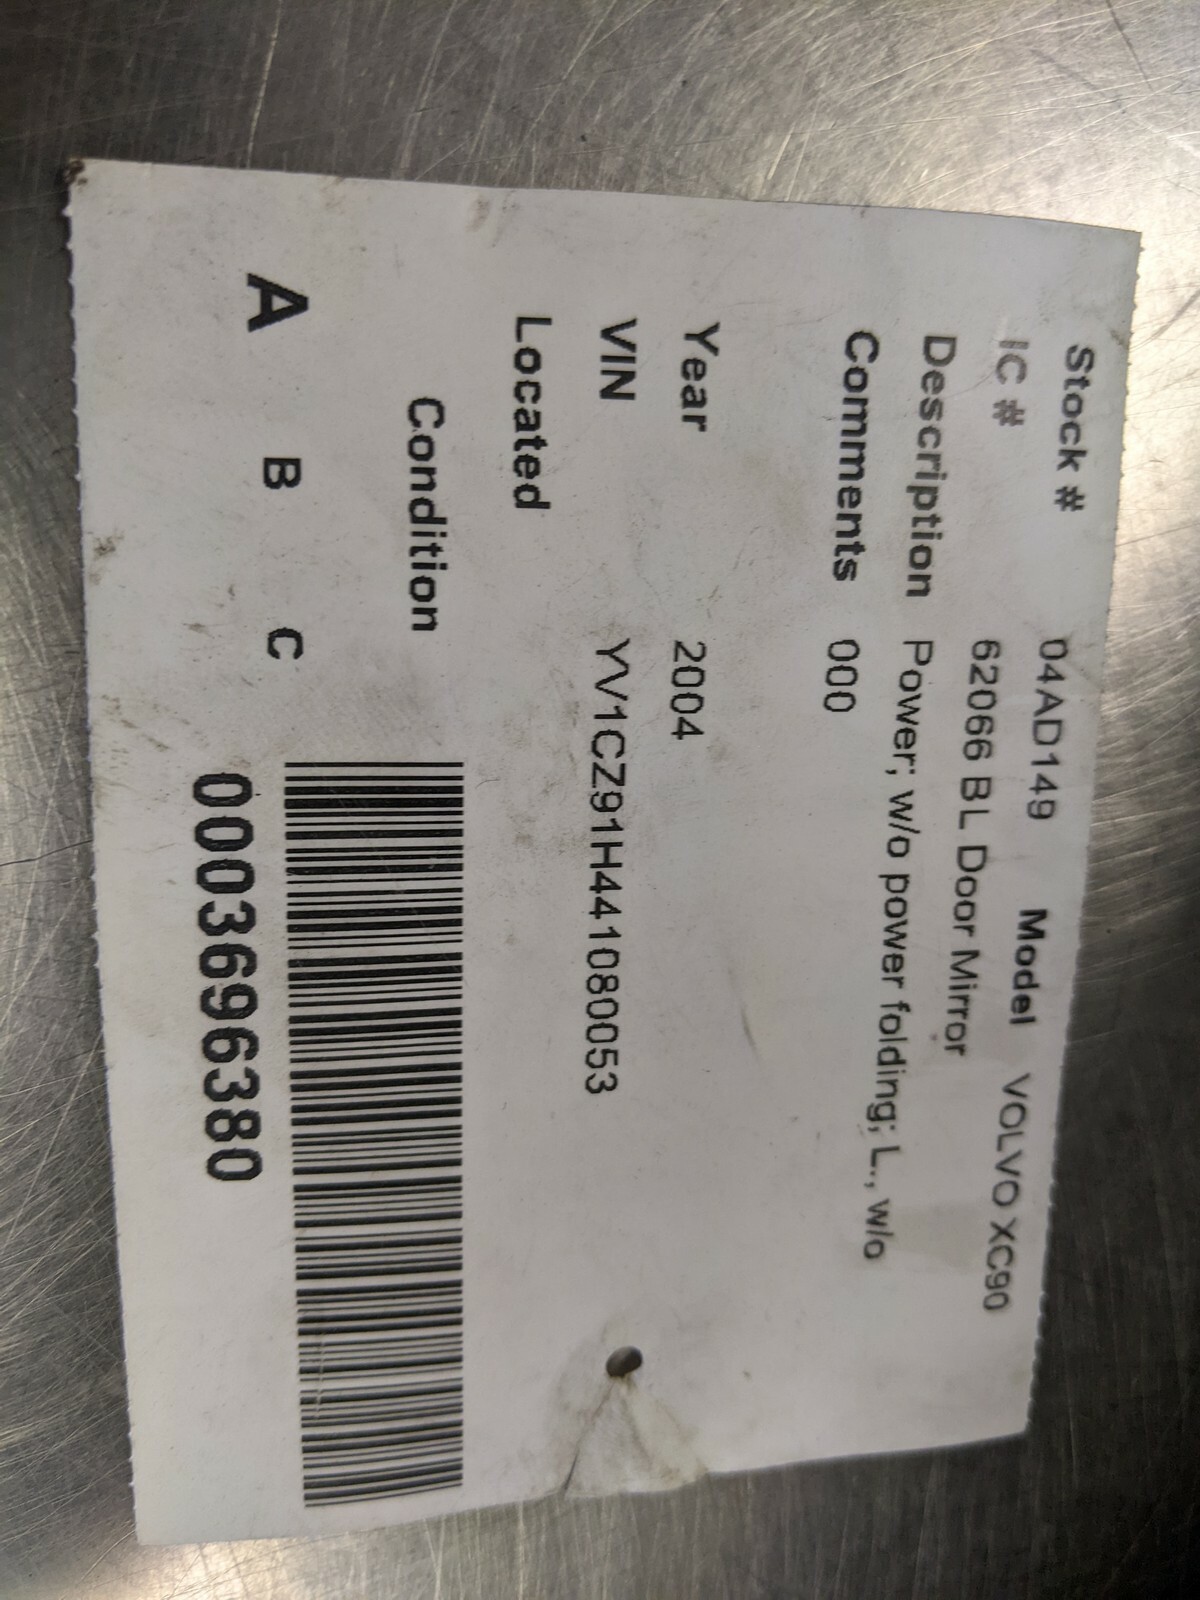 Stock # 04AD149 Model VOLVO XC90
IC # 62066 BL Door Mirror
Description Power; w/o power folding; L., w/o
Comments 000
Year 2004
VIN YV1CZ91H441080053
Located
Condition
A B C
0003696380